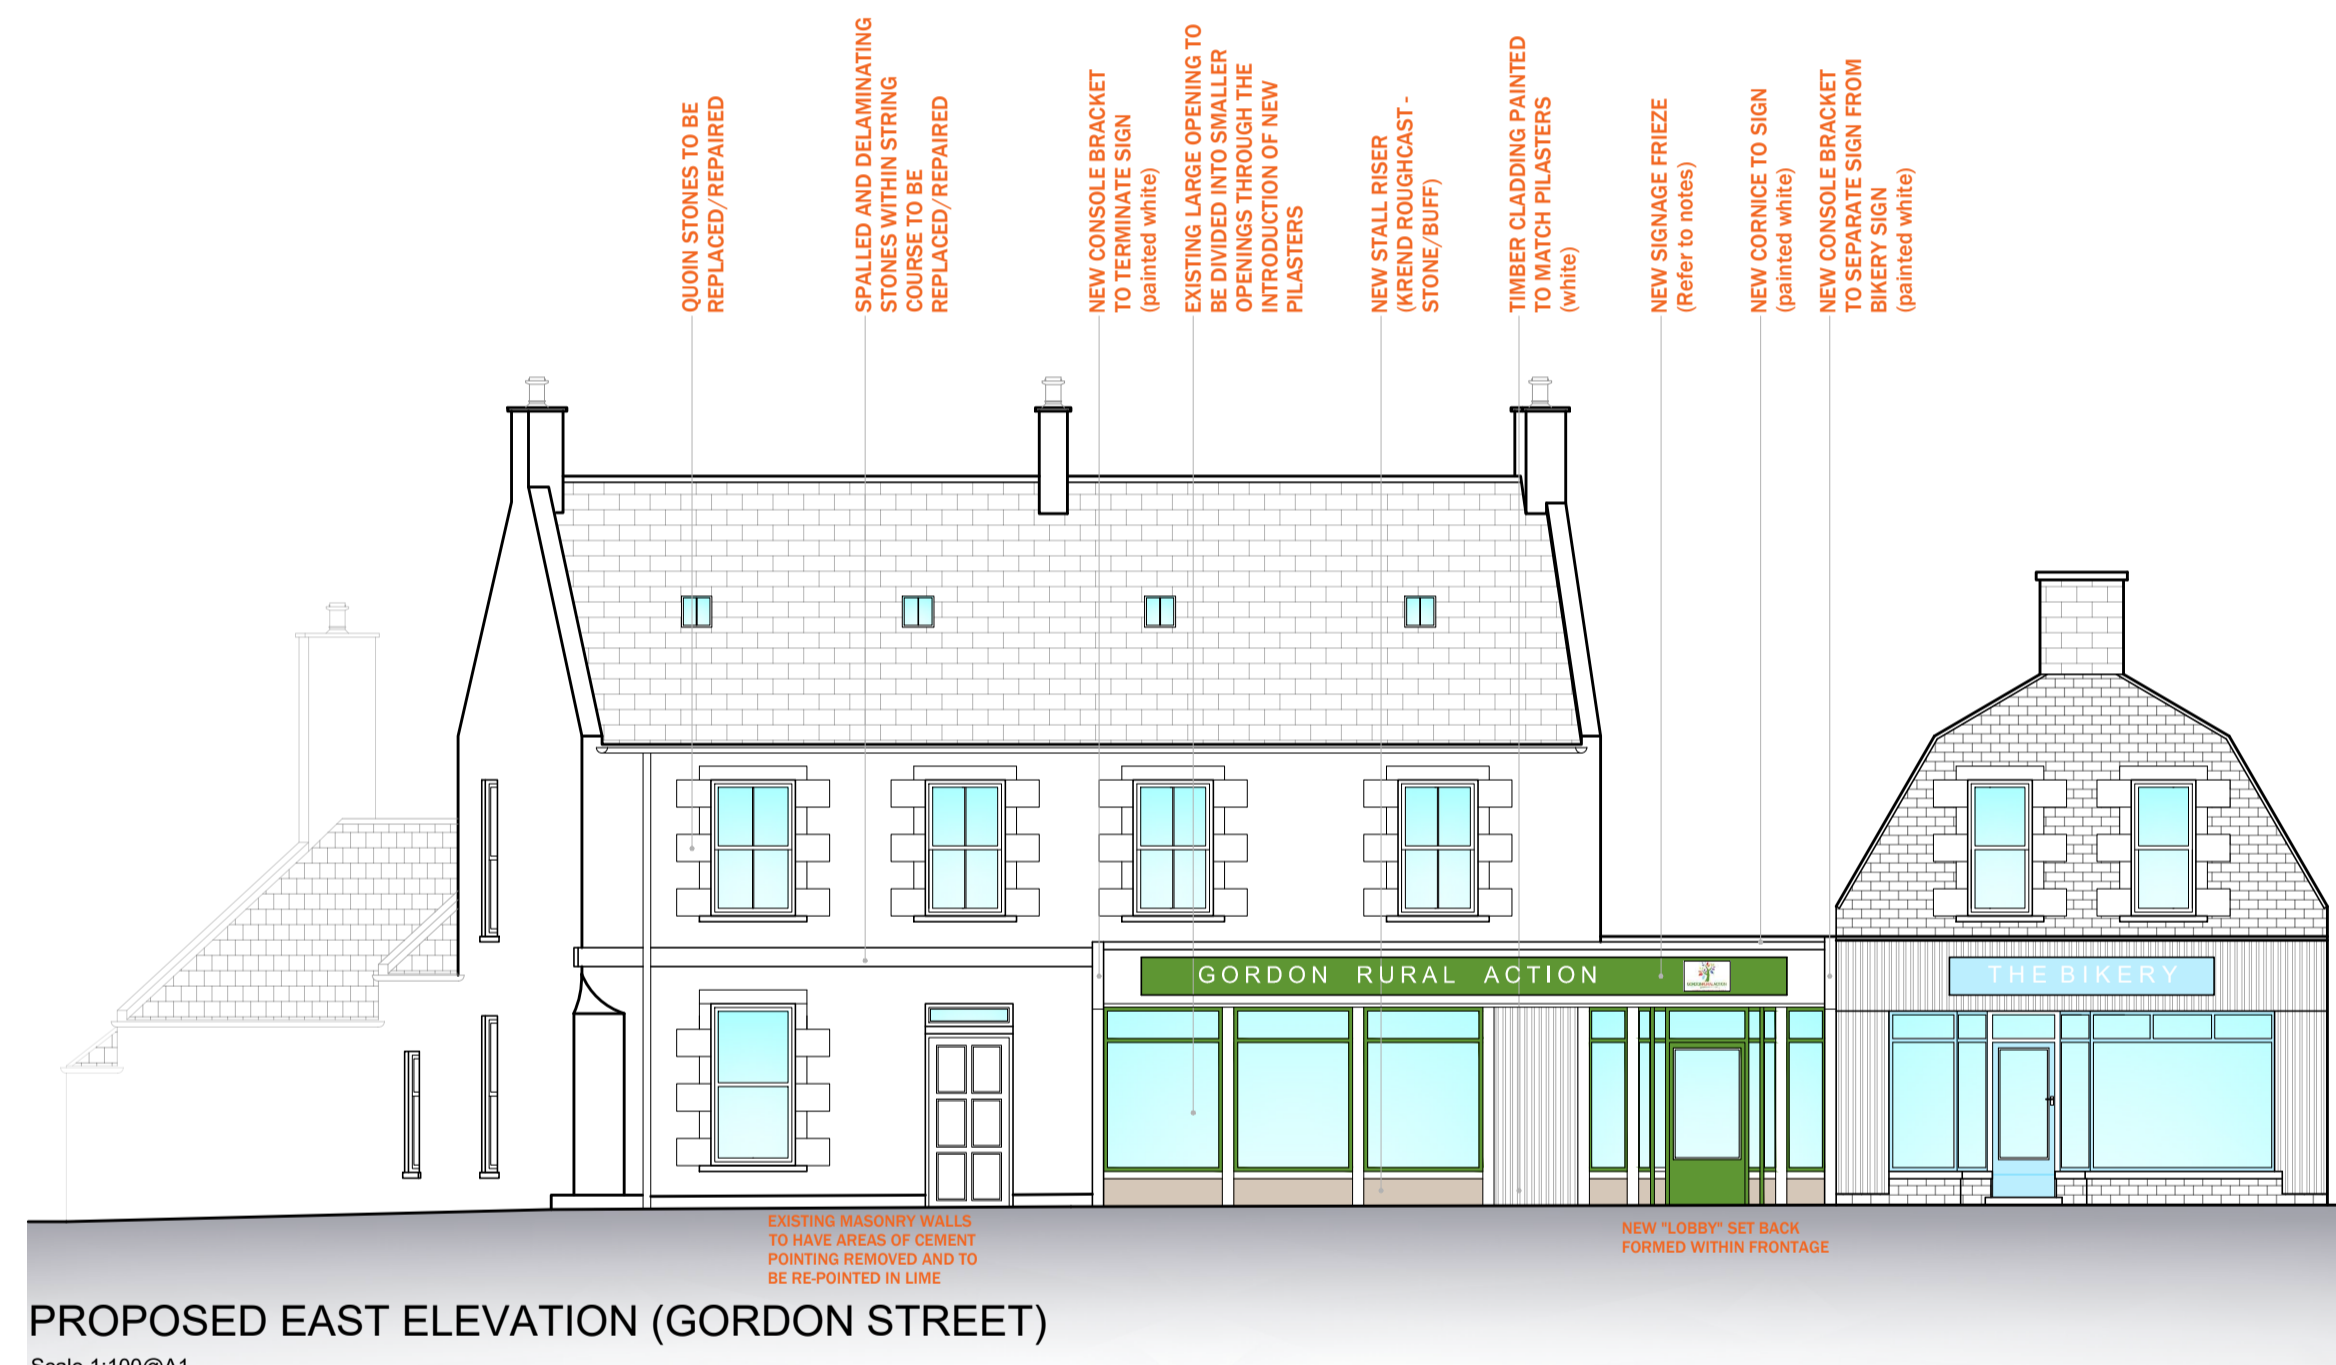 QUOIN STONES TO BE
REPLACED/REPAIRED
SPALLED AND DELAMINATING
STONES WITHIN STRING
COURSE TO BE
REPLACED/REPAIRED
NEW CONSOLE BRACKET
TO TERMINATE SIGN
(painted white)
EXISTING LARGE OPENING TO
BE DIVIDED INTO SMALLER
OPENINGS THROUGH THE
INTRODUCTION OF NEW
PILASTERS
NEW STALL RISER
(KREND ROUGHCAST -
STONE/BUFF)
TIMBER CLADDING PAINTED
TO MATCH PILASTERS
(white)
NEW SIGNAGE FRIEZE
(Refer to notes)
NEW CORNICE TO SIGN
(painted white)
NEW CONSOLE BRACKET
TO SEPARATE SIGN FROM
BIKERY SIGN
(painted white)
GORDON RURAL ACTION
THE BIKERY
EXISTING MASONRY WALLS
TO HAVE AREAS OF CEMENT
POINTING REMOVED AND TO
BE RE-POINTED IN LIME
NEW "LOBBY" SET BACK
FORMED WITHIN FRONTAGE
PROPOSED EAST ELEVATION (GORDON STREET)
Scale 1:100@A1